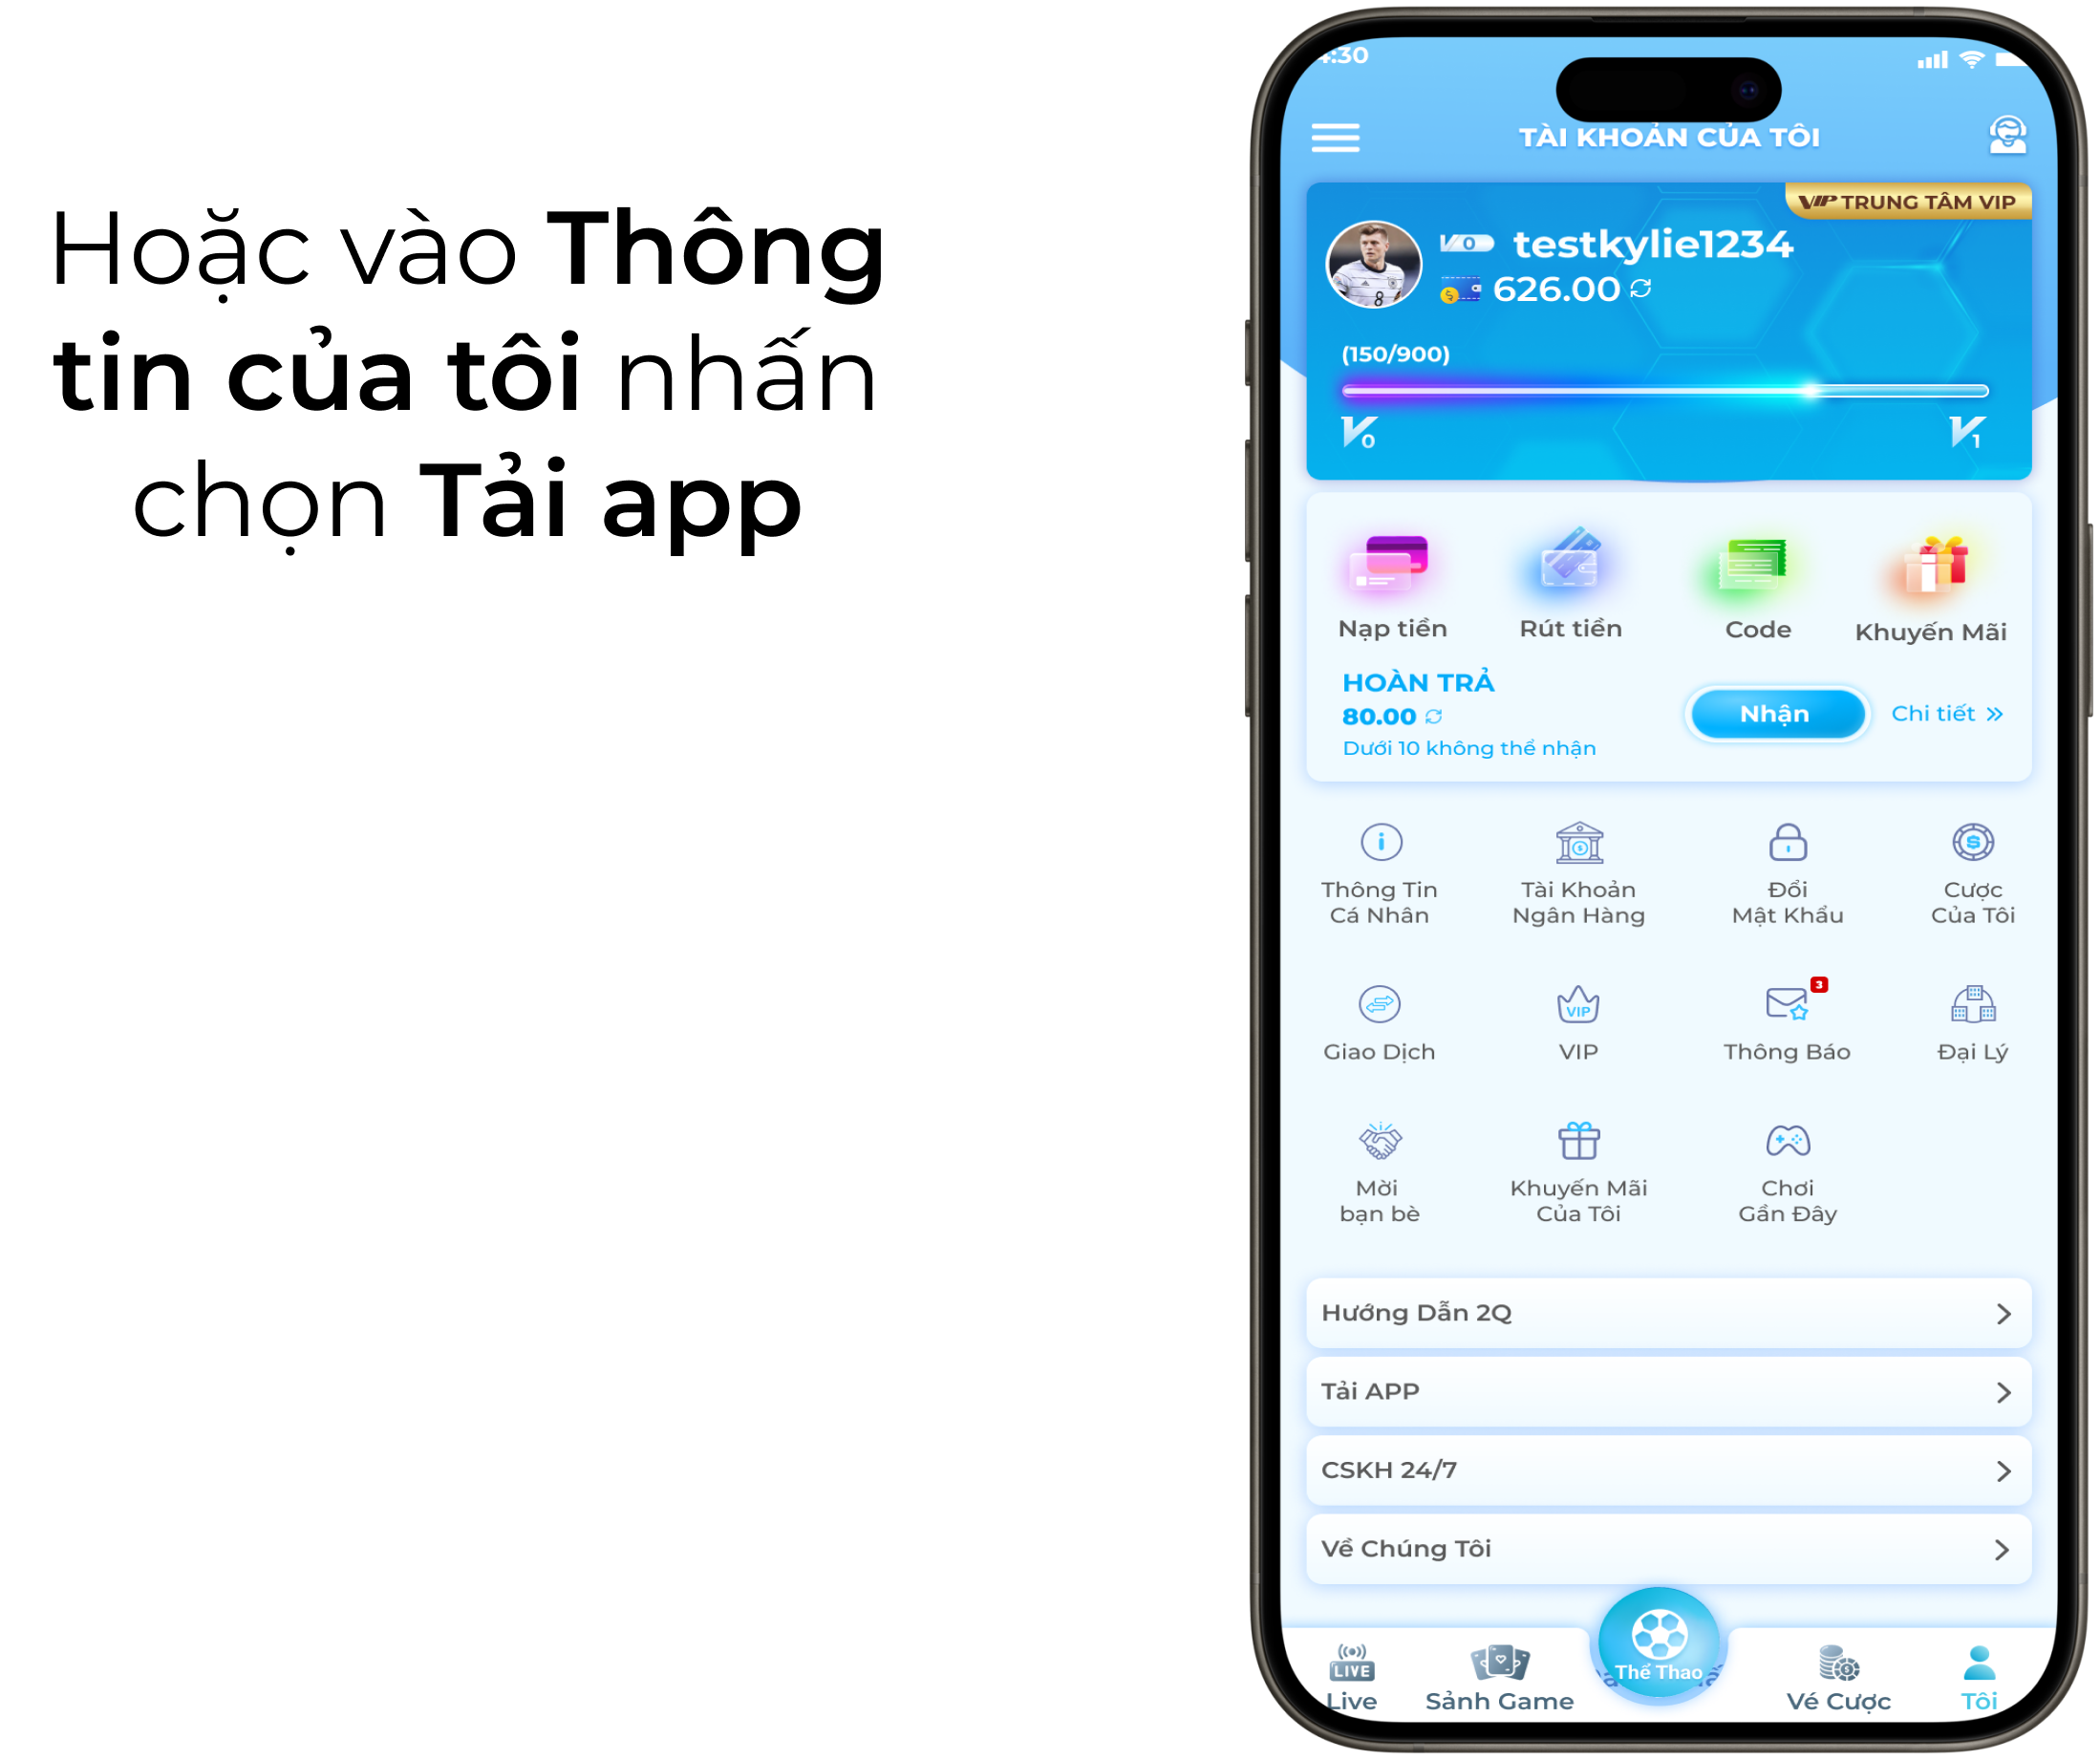 Hoặc vào Thông
tin của tôi nhấn
chọn Tải app
:30
TÀI KHOẢN CỦA TÔI
VIP TRUNG TÂM VIP
V0 testkylie1234
626.00
8
(150/900)
V0
V1
Nạp tiền
Rút tiền
Code
Khuyến Mãi
HOÀN TRẢ
80.00
Dưới 10 không thể nhận
Nhận
Chi tiết »
Thông Tin
Cá Nhân
Tài Khoản
Ngân Hàng
Đổi
Mật Khẩu
Cược
Của Tôi
Giao Dịch
VIP
VIP
3
Thông Báo
Đại Lý
Mời
bạn bè
Khuyến Mãi
Của Tôi
Chơi
Gần Đây
Hướng Dẫn 2Q
Tải APP
CSKH 24/7
Về Chúng Tôi
LIVE
Live
Sảnh Game
Thể Thao
Vé Cược
Tôi